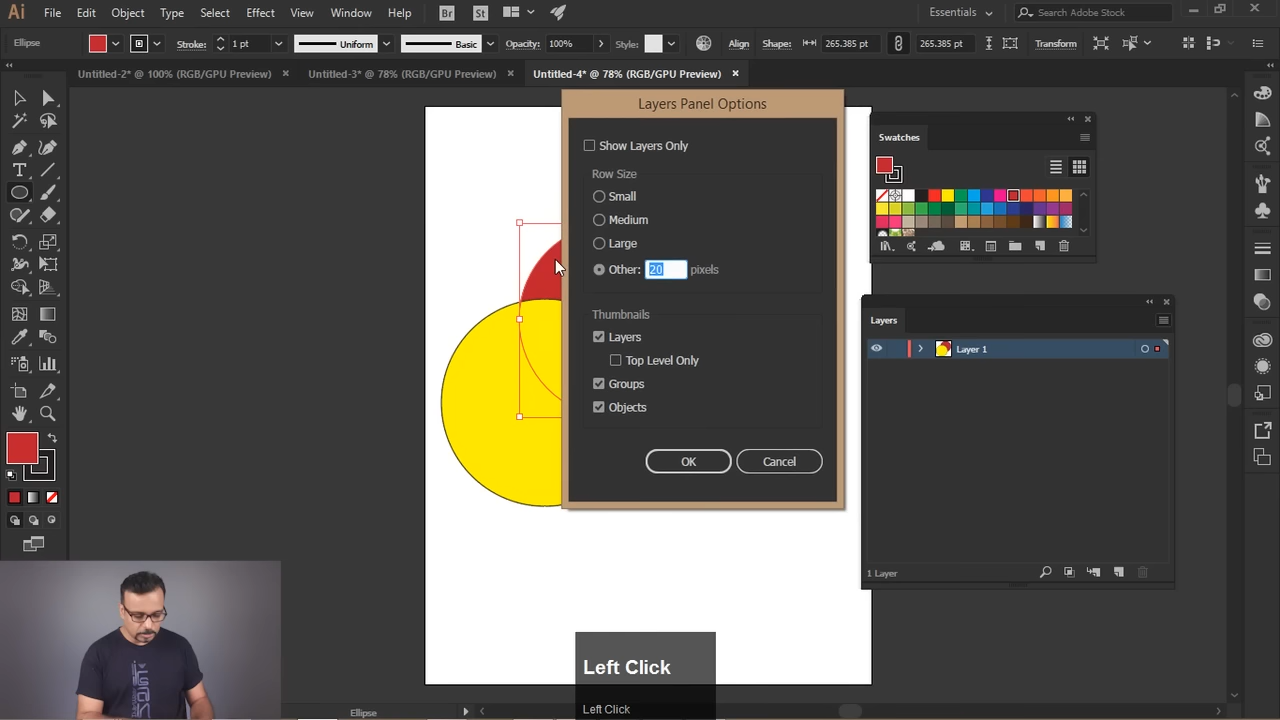 Ai File Edit Object Type Select Effect View Window Help Br St Essentials Search Adobe Stock
Ellipse Stroke: 1 pt Uniform Basic Opacity: 100% Style: Align Shape: 265.385 pt 265.385 pt Transform
Untitled-2* @ 100% (RGB/GPU Preview) Untitled-3* @ 78% (RGB/GPU Preview) Untitled-4* @ 78% (RGB/GPU Preview)
Layers Panel Options
Show Layers Only
Row Size
Small
Medium
Large
Other: 20 pixels
Thumbnails
Layers
Top Level Only
Groups
Objects
OK Cancel
Swatches
Layers
Layer 1
1 Layer
Left Click
Left Click
Ellipse